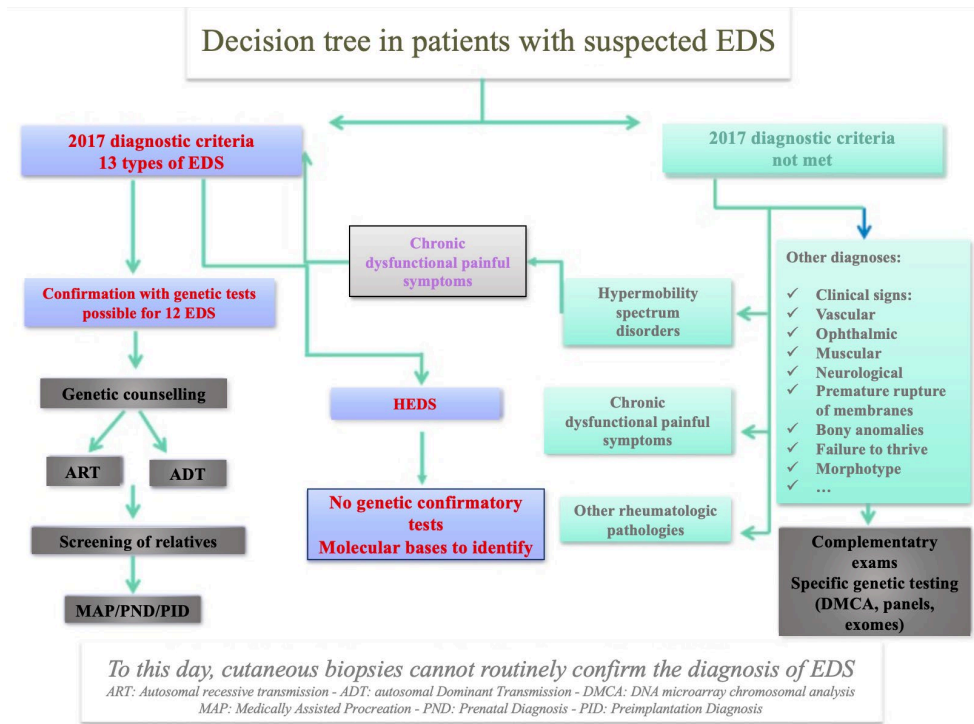 Decision tree in patients with suspected EDS
2017 diagnostic criteria
13 types of EDS
2017 diagnostic criteria
not met
Chronic
dysfunctional painful
symptoms
Other diagnoses:
✓ Clinical signs:
✓ Vascular
✓ Ophthalmic
✓ Muscular
✓ Neurological
✓ Premature rupture
of membranes
✓ Bony anomalies
✓ Failure to thrive
✓ Morphotype
✓ ...
Confirmation with genetic tests
possible for 12 EDS
Hypermobility
spectrum
disorders
Genetic counselling
HEDS
Chronic
dysfunctional painful
symptoms
ART
ADT
No genetic confirmatory
tests
Molecular bases to identify
Other rheumatologic
pathologies
Screening of relatives
Complementatry
exams
Specific genetic testing
(DMCA, panels,
exomes)
MAP/PND/PID
To this day, cutaneous biopsies cannot routinely confirm the diagnosis of EDS
ART: Autosomal recessive transmission - ADT: autosomal Dominant Transmission - DMCA: DNA microarray chromosomal analysis
MAP: Medically Assisted Procreation - PND: Prenatal Diagnosis - PID: Preimplantation Diagnosis